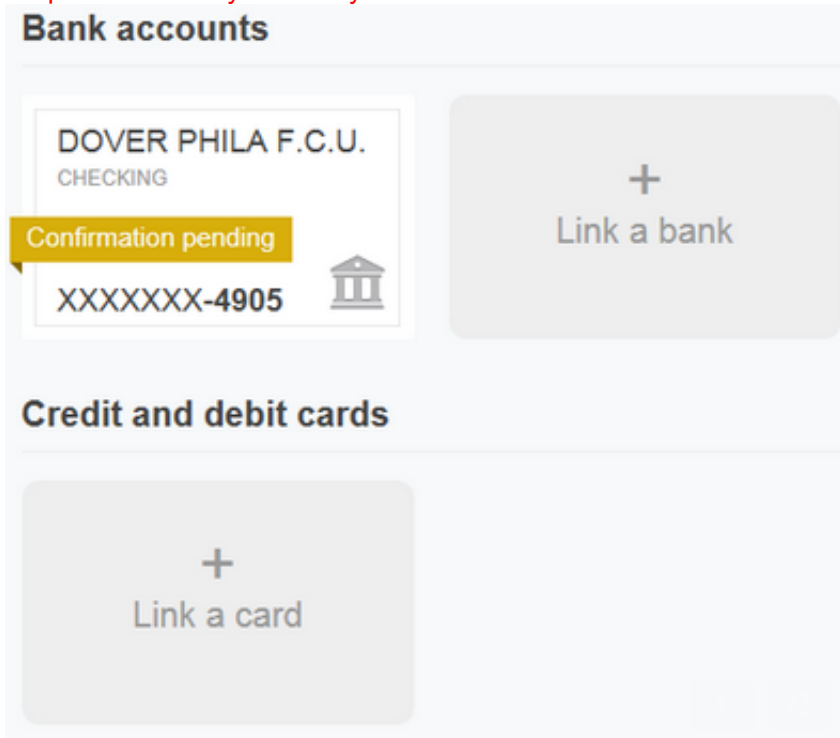 Bank accounts
DOVER PHILA F.C.U.
CHECKING
+
Link a bank
Confirmation pending
XXXXXXX-4905
Credit and debit cards
+
Link a card